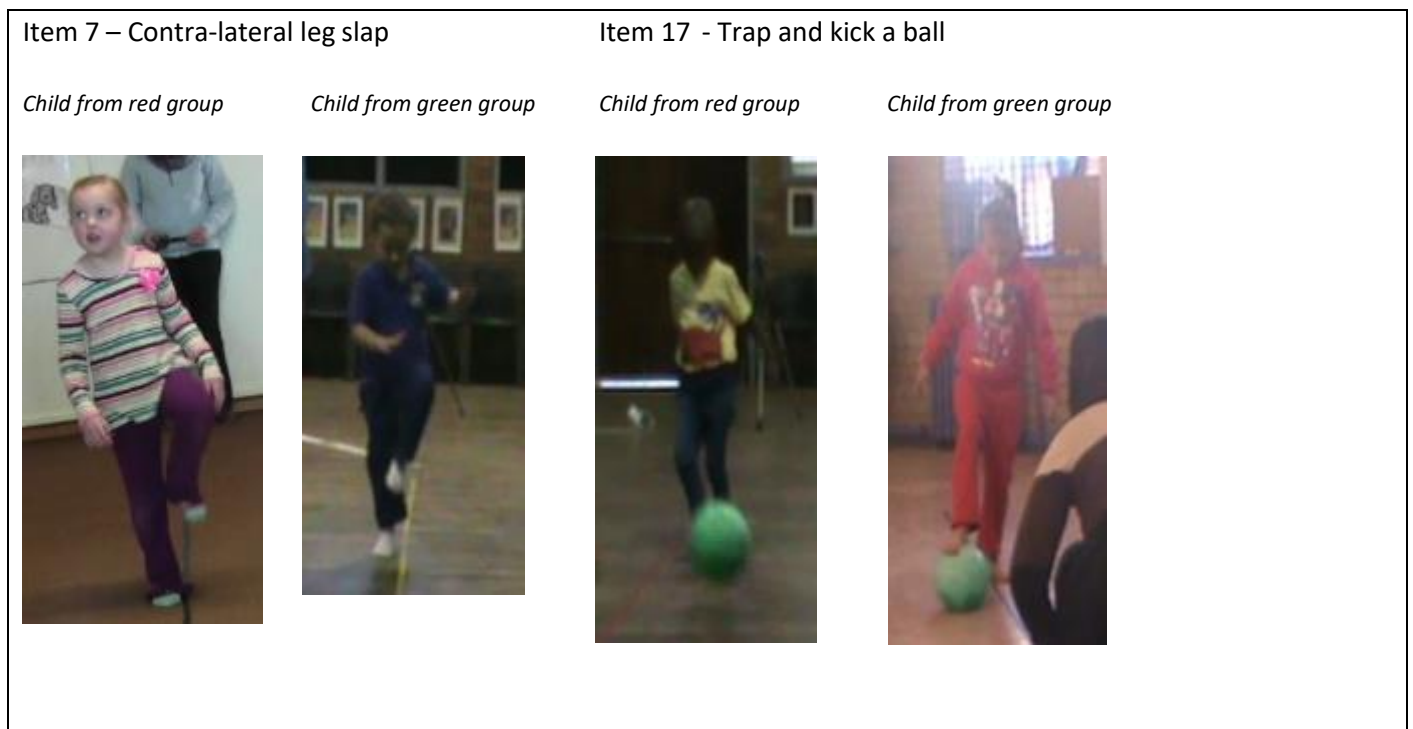 Item 7 – Contra-lateral leg slap Item 17 - Trap and kick a ball
Child from red group Child from green group Child from red group Child from green group